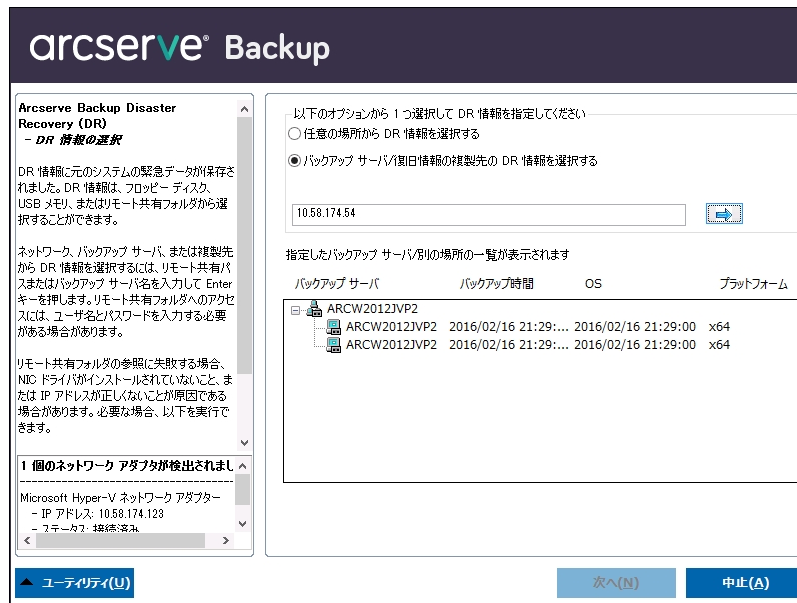 arcserve® Backup
Arcserve Backup Disaster
Recovery (DR)
- DR 情報の選択
DR 情報に元のシステムの緊急データが保存さ
れました。DR 情報は、フロッピー ディスク、
USB メモリ、またはリモート共有フォルダから選
択することができます。
ネットワーク、バックアップ サーバ、または複製先
から DR 情報を選択するには、リモート共有パ
スまたはバックアップ サーバ名を入力して Enter
キーを押します。リモート共有フォルダへのアクセ
スには、ユーザ名とパスワードを入力する必要
がある場合があります。
リモート共有フォルダの参照に失敗する場合、
NIC ドライバがインストールされていないこと、ま
たは IP アドレスが正しくないことが原因である
場合があります。必要な場合、以下を実行で
きます。
1 個のネットワーク アダプタが検出されまし
Microsoft Hyper-V ネットワーク アダプター
- IP アドレス: 10.58.174.123
- ステータス: 接続済み
以下のオプションから 1 つ選択して DR 情報を指定してください
任意の場所から DR 情報を選択する
バックアップ サーバ/復旧情報の複製先の DR 情報を選択する
10.58.174.54
指定したバックアップ サーバ/別の場所の一覧が表示されます
バックアップ サーバ バックアップ時間 OS プラットフォーム
ARCW2012JVP2
ARCW2012JVP2 2016/02/16 21:29:... 2016/02/16 21:29:00 x64
ARCW2012JVP2 2016/02/16 21:29:... 2016/02/16 21:29:00 x64
ユーティリティ(U) 次へ(N) 中止(A)